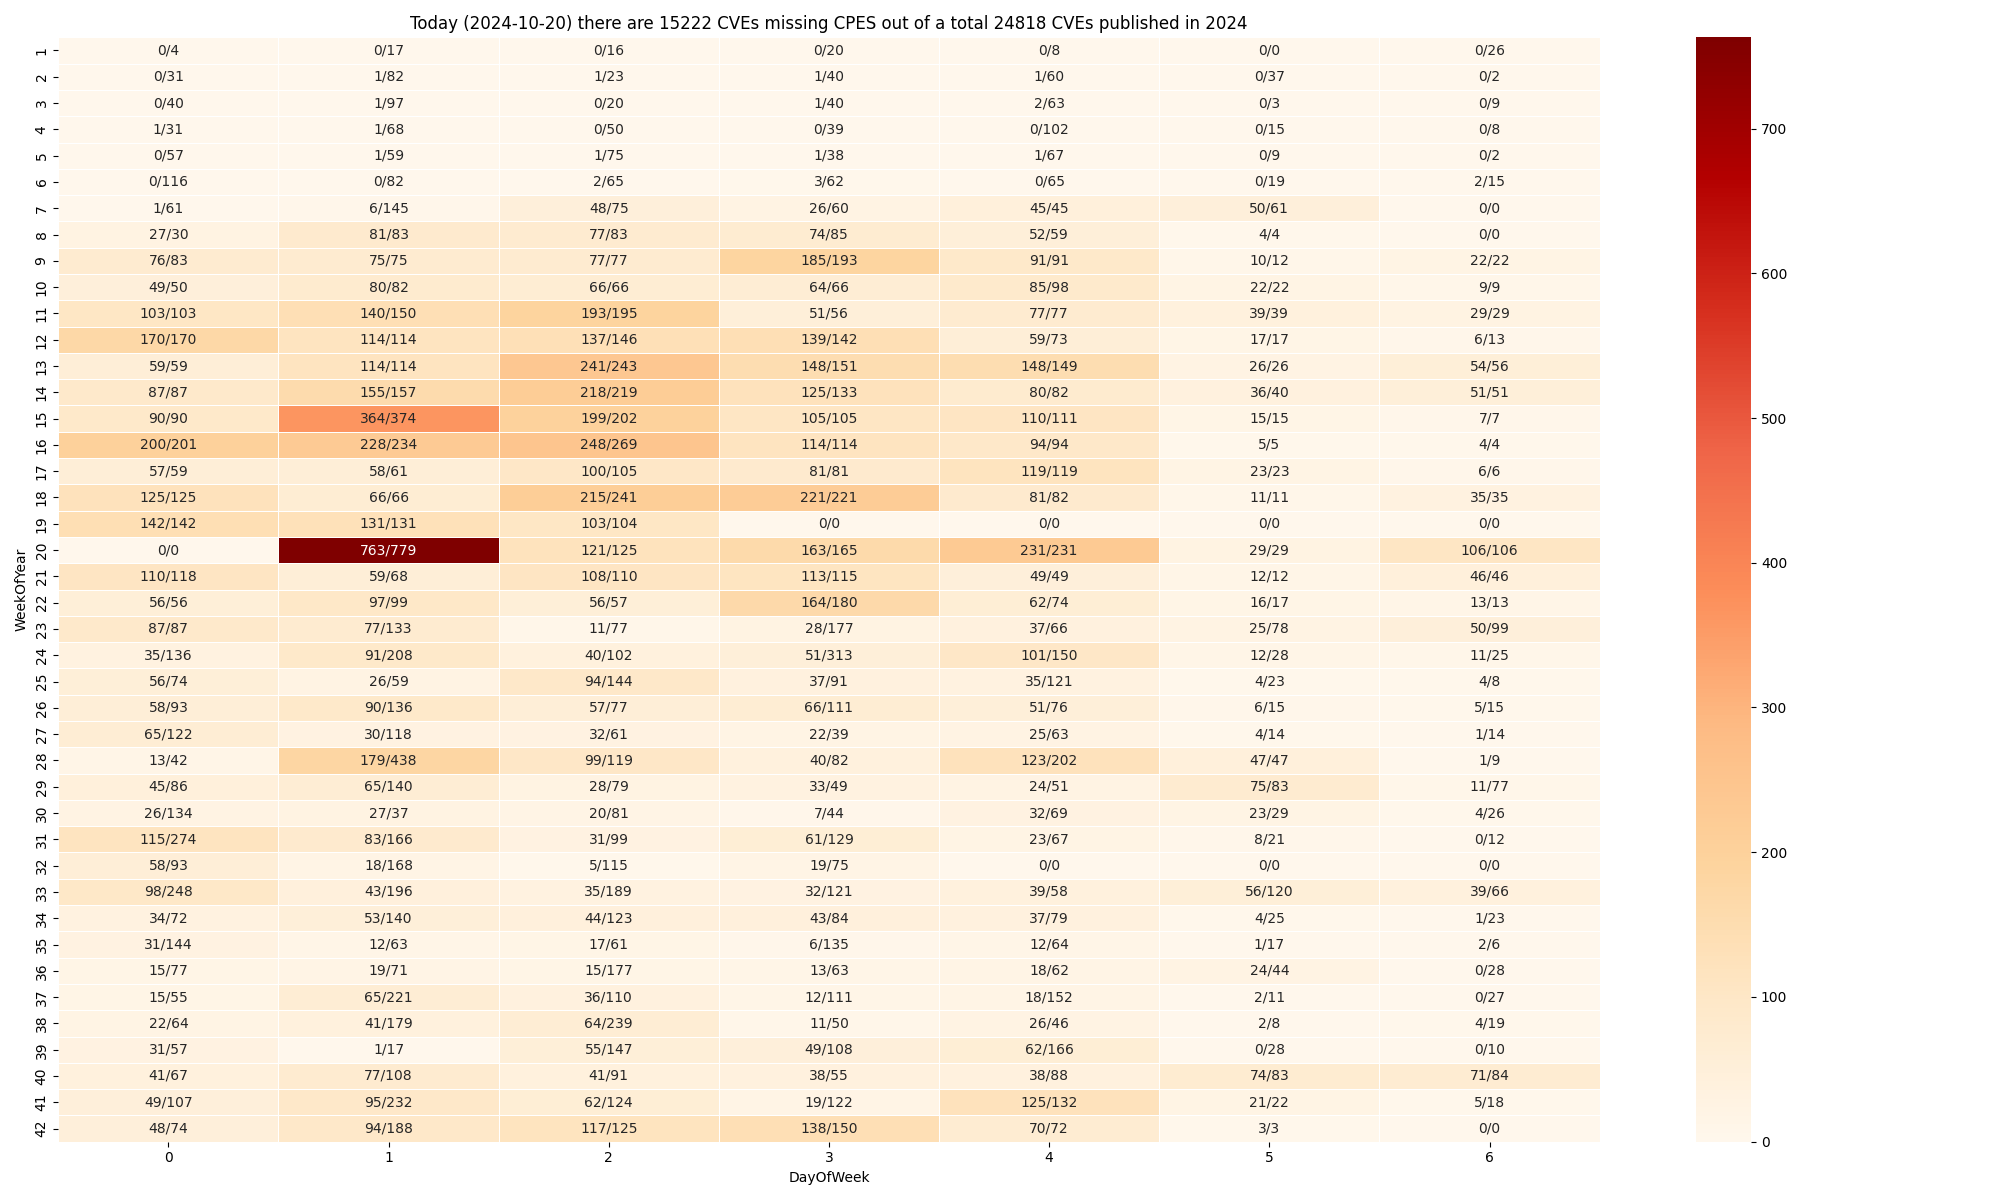 Today (2024-10-20) there are 15222 CVEs missing CPES out of a total 24818 CVEs published in 2024
1 0/4 0/17 0/16 0/20 0/8 0/0 0/26
2 0/31 1/82 1/23 1/40 1/60 0/37 0/2
3 0/40 1/97 0/20 1/40 2/63 0/3 0/9
4 1/31 1/68 0/50 0/39 0/102 0/15 0/8
5 0/57 1/59 1/75 1/38 1/67 0/9 0/2
6 0/116 0/82 2/65 3/62 0/65 0/19 2/15
7 1/61 6/145 48/75 26/60 45/45 50/61 0/0
8 27/30 81/83 77/83 74/85 52/59 4/4 0/0
9 76/83 75/75 77/77 185/193 91/91 10/12 22/22
10 49/50 80/82 66/66 64/66 85/98 22/22 9/9
11 103/103 140/150 193/195 51/56 77/77 39/39 29/29
12 170/170 114/114 137/146 139/142 59/73 17/17 6/13
13 59/59 114/114 241/243 148/151 148/149 26/26 54/56
14 87/87 155/157 218/219 125/133 80/82 36/40 51/51
15 90/90 364/374 199/202 105/105 110/111 15/15 7/7
16 200/201 228/234 248/269 114/114 94/94 5/5 4/4
17 57/59 58/61 100/105 81/81 119/119 23/23 6/6
18 125/125 66/66 215/241 221/221 81/82 11/11 35/35
19 142/142 131/131 103/104 0/0 0/0 0/0 0/0
20 0/0 763/779 121/125 163/165 231/231 29/29 106/106
21 110/118 59/68 108/110 113/115 49/49 12/12 46/46
22 56/56 97/99 56/57 164/180 62/74 16/17 13/13
23 87/87 77/133 11/77 28/177 37/66 25/78 50/99
24 35/136 91/208 40/102 51/313 101/150 12/28 11/25
25 56/74 26/59 94/144 37/91 35/121 4/23 4/8
26 58/93 90/136 57/77 66/111 51/76 6/15 5/15
27 65/122 30/118 32/61 22/39 25/63 4/14 1/14
28 13/42 179/438 99/119 40/82 123/202 47/47 1/9
29 45/86 65/140 28/79 33/49 24/51 75/83 11/77
30 26/134 27/37 20/81 7/44 32/69 23/29 4/26
31 115/274 83/166 31/99 61/129 23/67 8/21 0/12
32 58/93 18/168 5/115 19/75 0/0 0/0 0/0
33 98/248 43/196 35/189 32/121 39/58 56/120 39/66
34 34/72 53/140 44/123 43/84 37/79 4/25 1/23
35 31/144 12/63 17/61 6/135 12/64 1/17 2/6
36 15/77 19/71 15/177 13/63 18/62 24/44 0/28
37 15/55 65/221 36/110 12/111 18/152 2/11 0/27
38 22/64 41/179 64/239 11/50 26/46 2/8 4/19
39 31/57 1/17 55/147 49/108 62/166 0/28 0/10
40 41/67 77/108 41/91 38/55 38/88 74/83 71/84
41 49/107 95/232 62/124 19/122 125/132 21/22 5/18
42 48/74 94/188 117/125 138/150 70/72 3/3 0/0
0 1 2 3 4 5 6
DayOfWeek
WeekOfYear
700
600
500
400
300
200
100
0